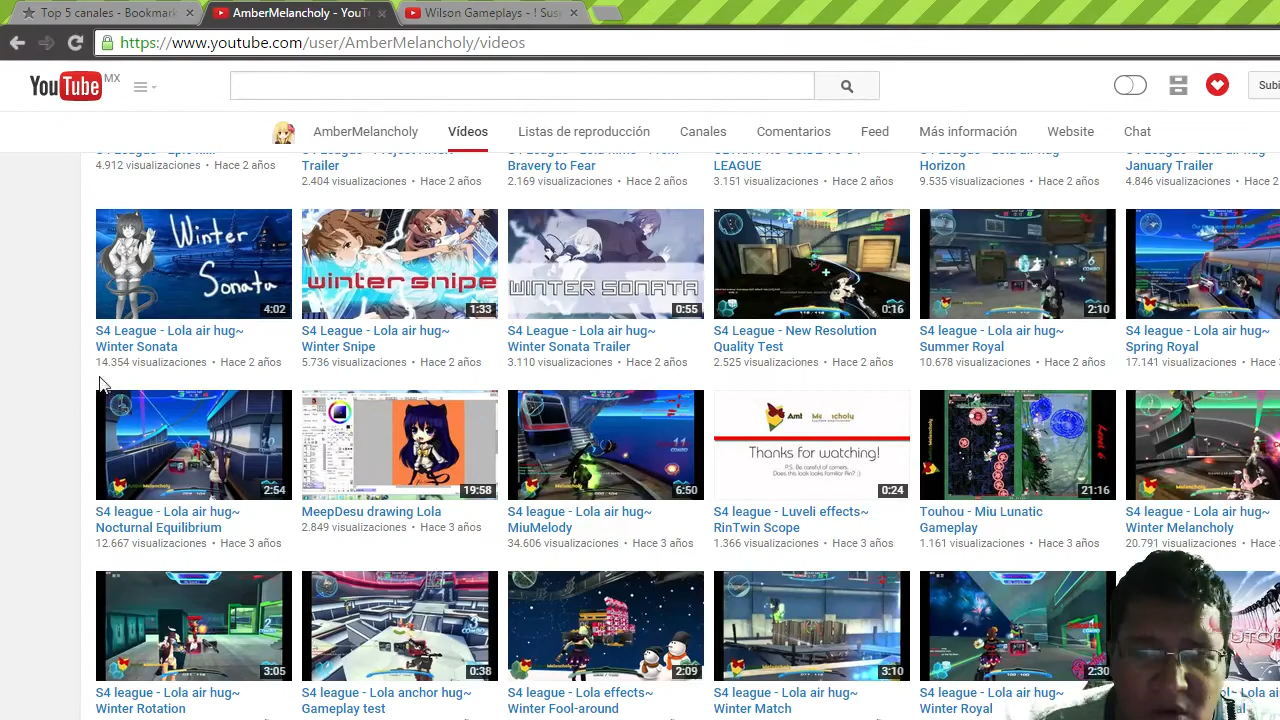 Top 5 canales - Bookmark
AmberMelancholy - YouT
Wilson Gameplays - ! Sus
https://www.youtube.com/user/AmberMelancholy/videos
YouTube MX
Subi
AmberMelancholy Vídeos Listas de reproducción Canales Comentarios Feed Más información Website Chat
Trailer Bravery to Fear LEAGUE Horizon January Trailer
4.912 visualizaciones • Hace 2 años
2.404 visualizaciones • Hace 2 años 2.169 visualizaciones • Hace 2 años 3.151 visualizaciones • Hace 2 años 9.535 visualizaciones • Hace 2 años 4.846 visualizaciones • Hace 2
Winter Sonata
winter snipe
WINTER SONATA
4:02 1:33 0:55 0:16 2:10
S4 League - Lola air hug~ S4 League - Lola air hug~ S4 League - Lola air hug~ S4 League - New Resolution S4 league - Lola air hug~ S4 league - Lola air hug~
Winter Sonata Winter Snipe Winter Sonata Trailer Quality Test Summer Royal Spring Royal
14.354 visualizaciones • Hace 2 años 5.736 visualizaciones • Hace 2 años 3.110 visualizaciones • Hace 2 años 2.525 visualizaciones • Hace 2 años 10.678 visualizaciones • Hace 2 años 17.141 visualizaciones • Hace
Thanks for watching!
P.S. Be careful of corners.
Does this look familiar Rin? :)
2:54 19:58 6:50 0:24 21:16
S4 league - Lola air hug~ MeepDesu drawing Lola S4 league - Lola air hug~ S4 league - Luveli effects~ Touhou - Miu Lunatic S4 league - Lola air hug~
Nocturnal Equilibrium MiuMelody RinTwin Scope Gameplay Winter Melancholy
2.849 visualizaciones • Hace 3 años
12.667 visualizaciones • Hace 3 años 34.606 visualizaciones • Hace 3 años 1.366 visualizaciones • Hace 3 años 1.161 visualizaciones • Hace 3 años 20.791 visualizaciones • Hace
3:05 0:38 2:09 3:10 2:30
S4 league - Lola air hug~ S4 league - Lola anchor hug~ S4 league - Lola effects~ S4 league - Lola air hug~ S4 league - Lola air hug~
Winter Rotation Gameplay test Winter Fool-around Winter Match Winter Royal